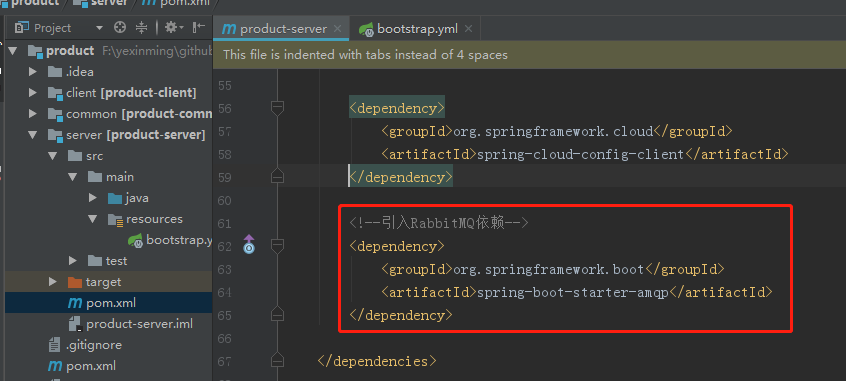 product
server
pom.xml
Project
product F:\yexinming\githu
.idea
client [product-client]
common [product-comm
server [product-server]
src
main
java
resources
bootstrap.y
test
target
pom.xml
product-server.iml
.gitignore
pom.xml
product-server
bootstrap.yml
This file is indented with tabs instead of 4 spaces
55
56 <dependency>
57 <groupId>org.springframework.cloud</groupId>
58 <artifactId>spring-cloud-config-client</artifactId>
59 </dependency>
60
61 <!--引入RabbitMQ依赖-->
62 <dependency>
63 <groupId>org.springframework.boot</groupId>
64 <artifactId>spring-boot-starter-amqp</artifactId>
65 </dependency>
66
67 </dependencies>